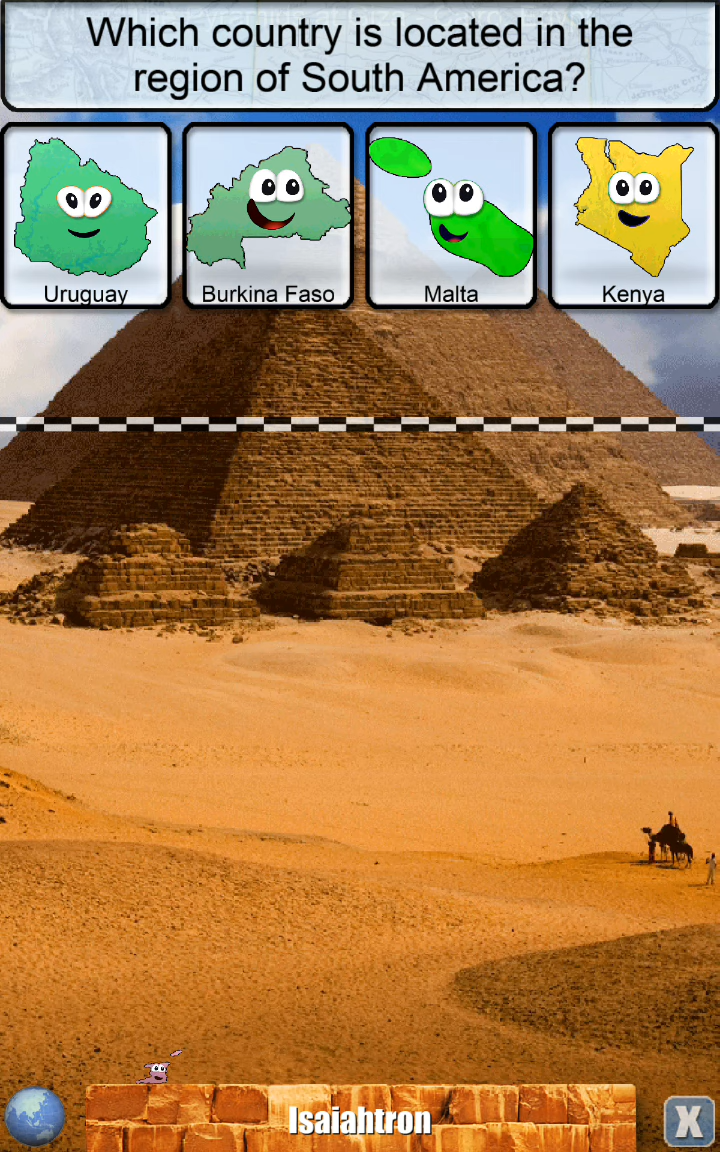 Which country is located in the
region of South America?
Uruguay
Burkina Faso
Malta
Kenya
Isaiahtron
X